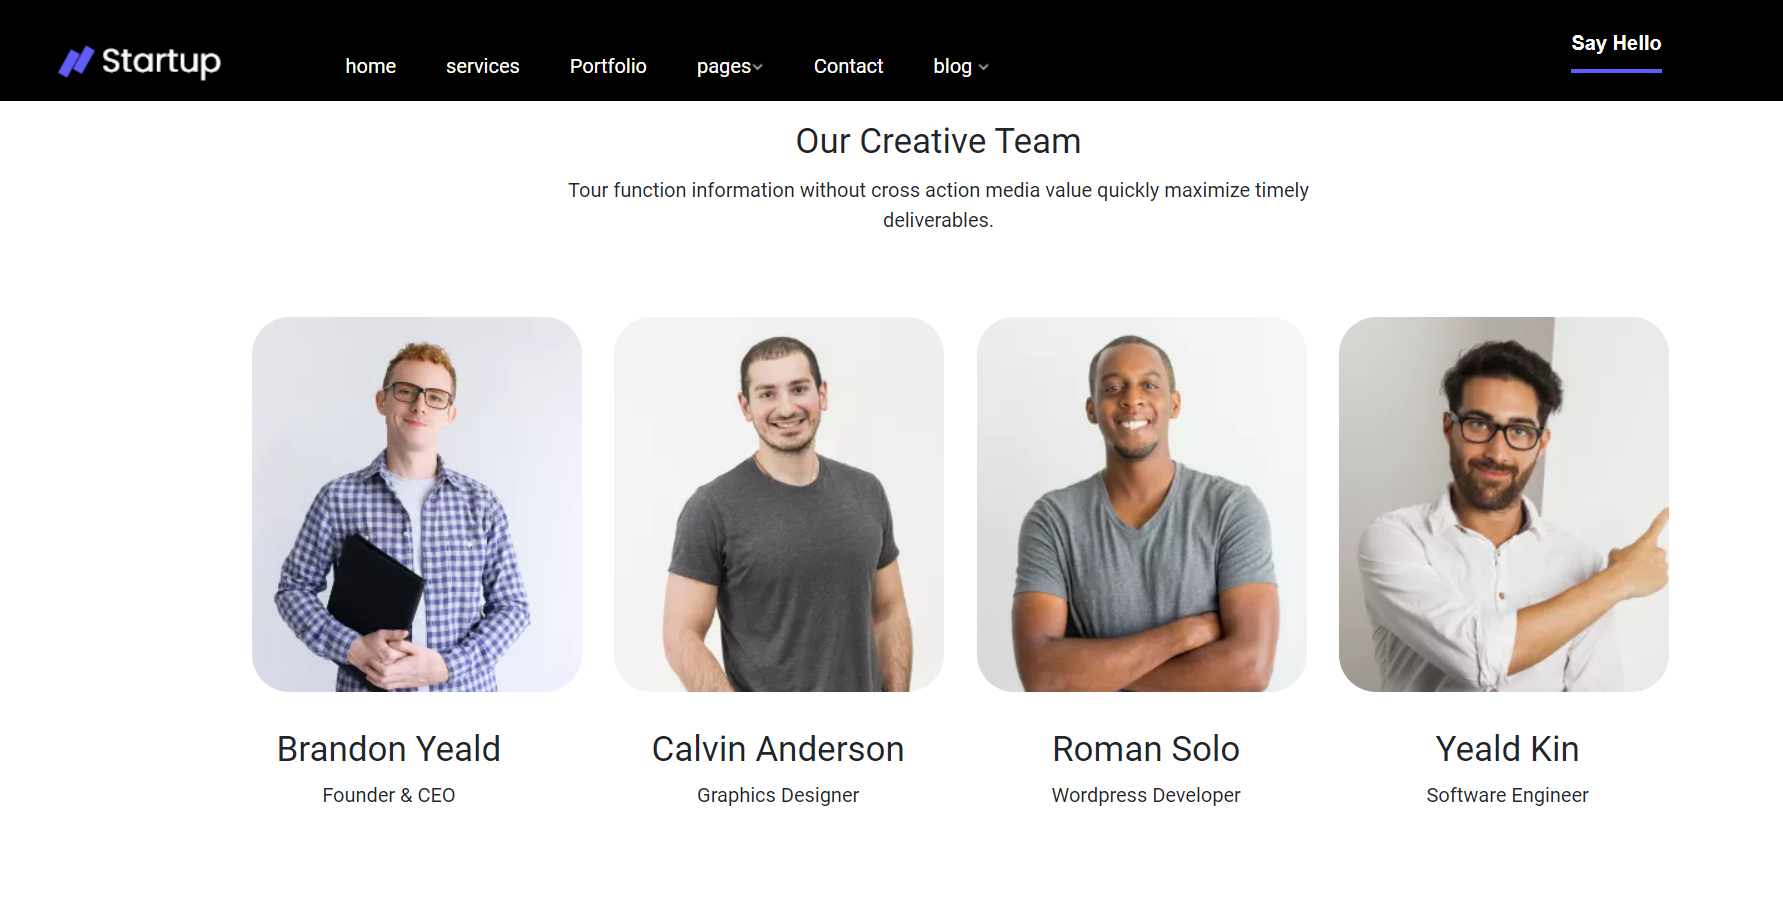 Startup
home services Portfolio pages Contact blog
Say Hello
Our Creative Team
Tour function information without cross action media value quickly maximize timely
deliverables.
Brandon Yeald
Founder & CEO
Calvin Anderson
Graphics Designer
Roman Solo
Wordpress Developer
Yeald Kin
Software Engineer